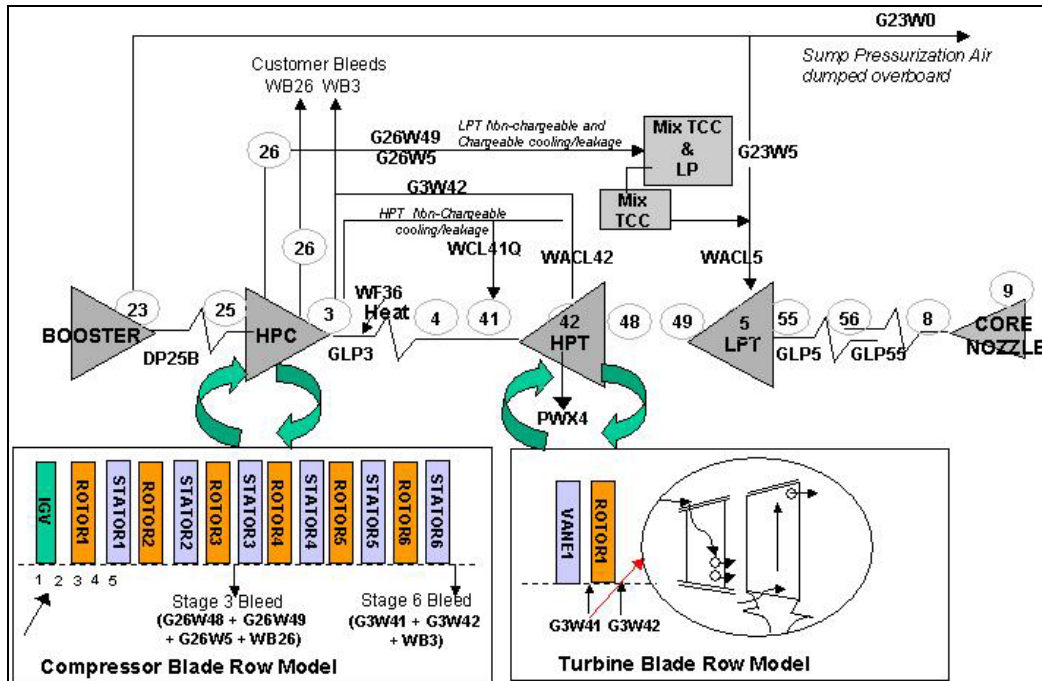 G23W0
Sump Pressurization Air
dumped overboard
Customer Bleeds
WB26 WB3
LPT Non-chargeable and
Chargeable cooling/leakage
G26W49
G26W5
26
Mix TCC
&
LP
G23W5
G3W42
Mix
TCC
HPT Non-Chargeable
cooling/leakage
WCL41Q
WACL42
WACL5
26
23
25
3
WF36
Heat
4
41
42
48
49
5
55
56
8
9
BOOSTER
HPC
HPT
LPT
CORE
NOZZLE
DP25B
GLP3
GLP5
GLP55
PWX4
IGV
ROTOR1
STATOR1
ROTOR2
STATOR2
ROTOR3
STATOR3
ROTOR4
STATOR4
ROTOR5
STATOR5
ROTOR6
STATOR6
1 2 3 4 5
Stage 3 Bleed
(G26W48 + G26W49
+ G26W5 + WB26)
Stage 6 Bleed
(G3W41 + G3W42
+ WB3)
Compressor Blade Row Model
VANE1
ROTOR1
G3W41 G3W42
Turbine Blade Row Model